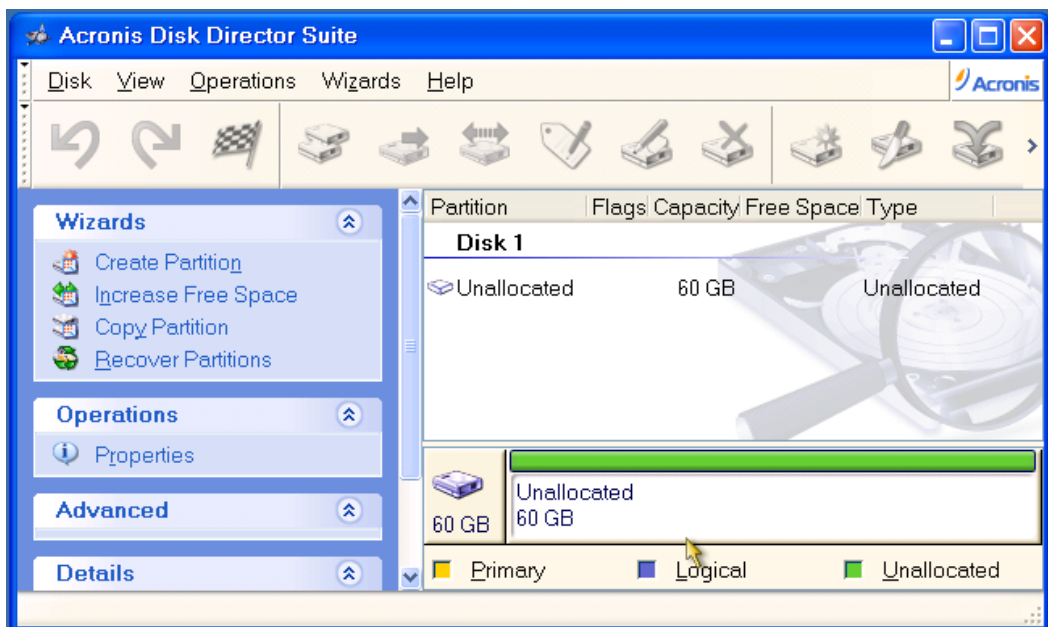 Acronis Disk Director Suite
Disk View Operations Wizards Help Acronis
Wizards
Create Partition
Increase Free Space
Copy Partition
Recover Partitions
Operations
Properties
Advanced
Details
Partition Flags Capacity Free Space Type
Disk 1
Unallocated 60 GB Unallocated
60 GB
Unallocated
60 GB
Primary Logical Unallocated